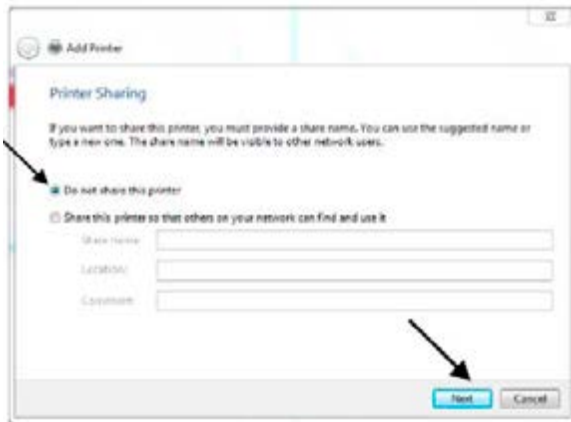 Add Printer
Printer Sharing
If you want to share this printer, you must provide a share name. You can use the suggested name or
type a new one. The share name will be visible to other network users.
Do not share this printer
Share this printer so that others on your network can find and use it
Share name:
Location:
Comment:
Next
Cancel